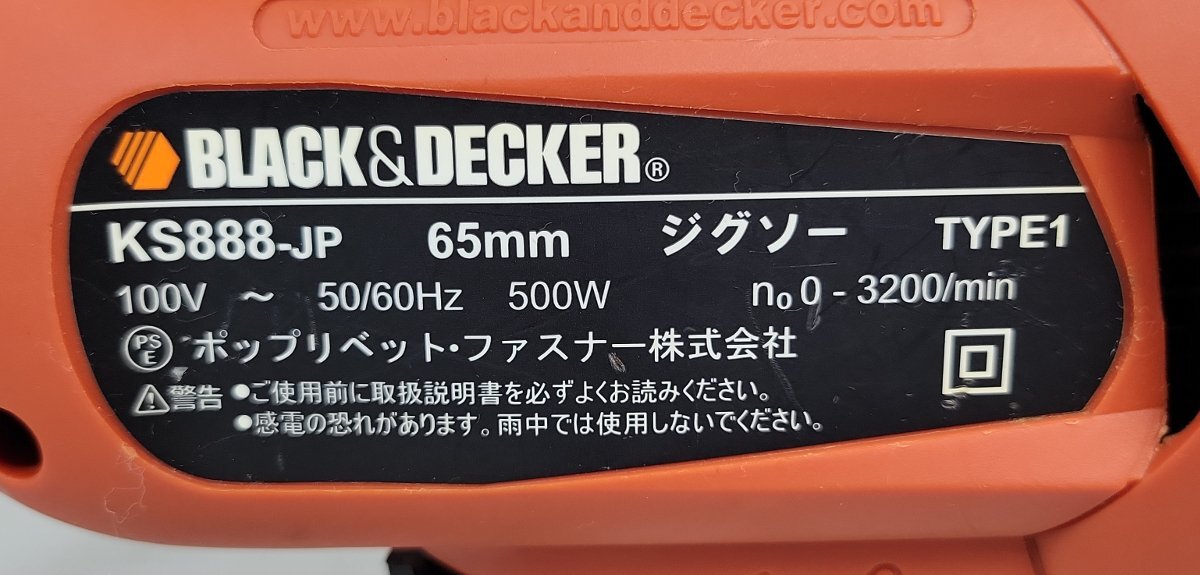 www.blackanddecker.com
BLACK&DECKER®
KS888-JP 65mm ジグソー TYPE1
100V ~ 50/60Hz 500W n₀ 0 - 3200/min
PSE ポップリベット・ファスナー株式会社
警告 ●ご使用前に取扱説明書を必ずよくお読みください。
●感電の恐れがあります。雨中では使用しないでください。